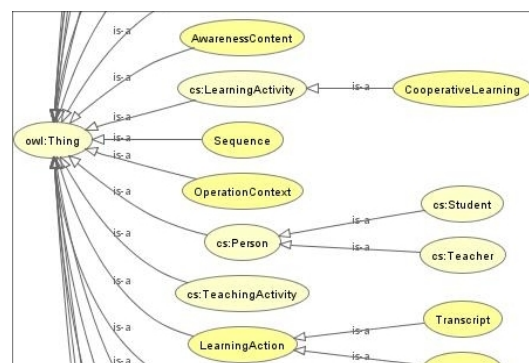 is-a
AwarenessContent
is-a
cs:LearningActivity
is-a
CooperativeLearning
is-a
owl:Thing
is-a
Sequence
is-a
OperationContext
is-a
cs:Student
is-a
cs:Person
is-a
cs:Teacher
is-a
cs:TeachingActivity
is-a
Transcript
is-a
LearningAction
is-a
is-a